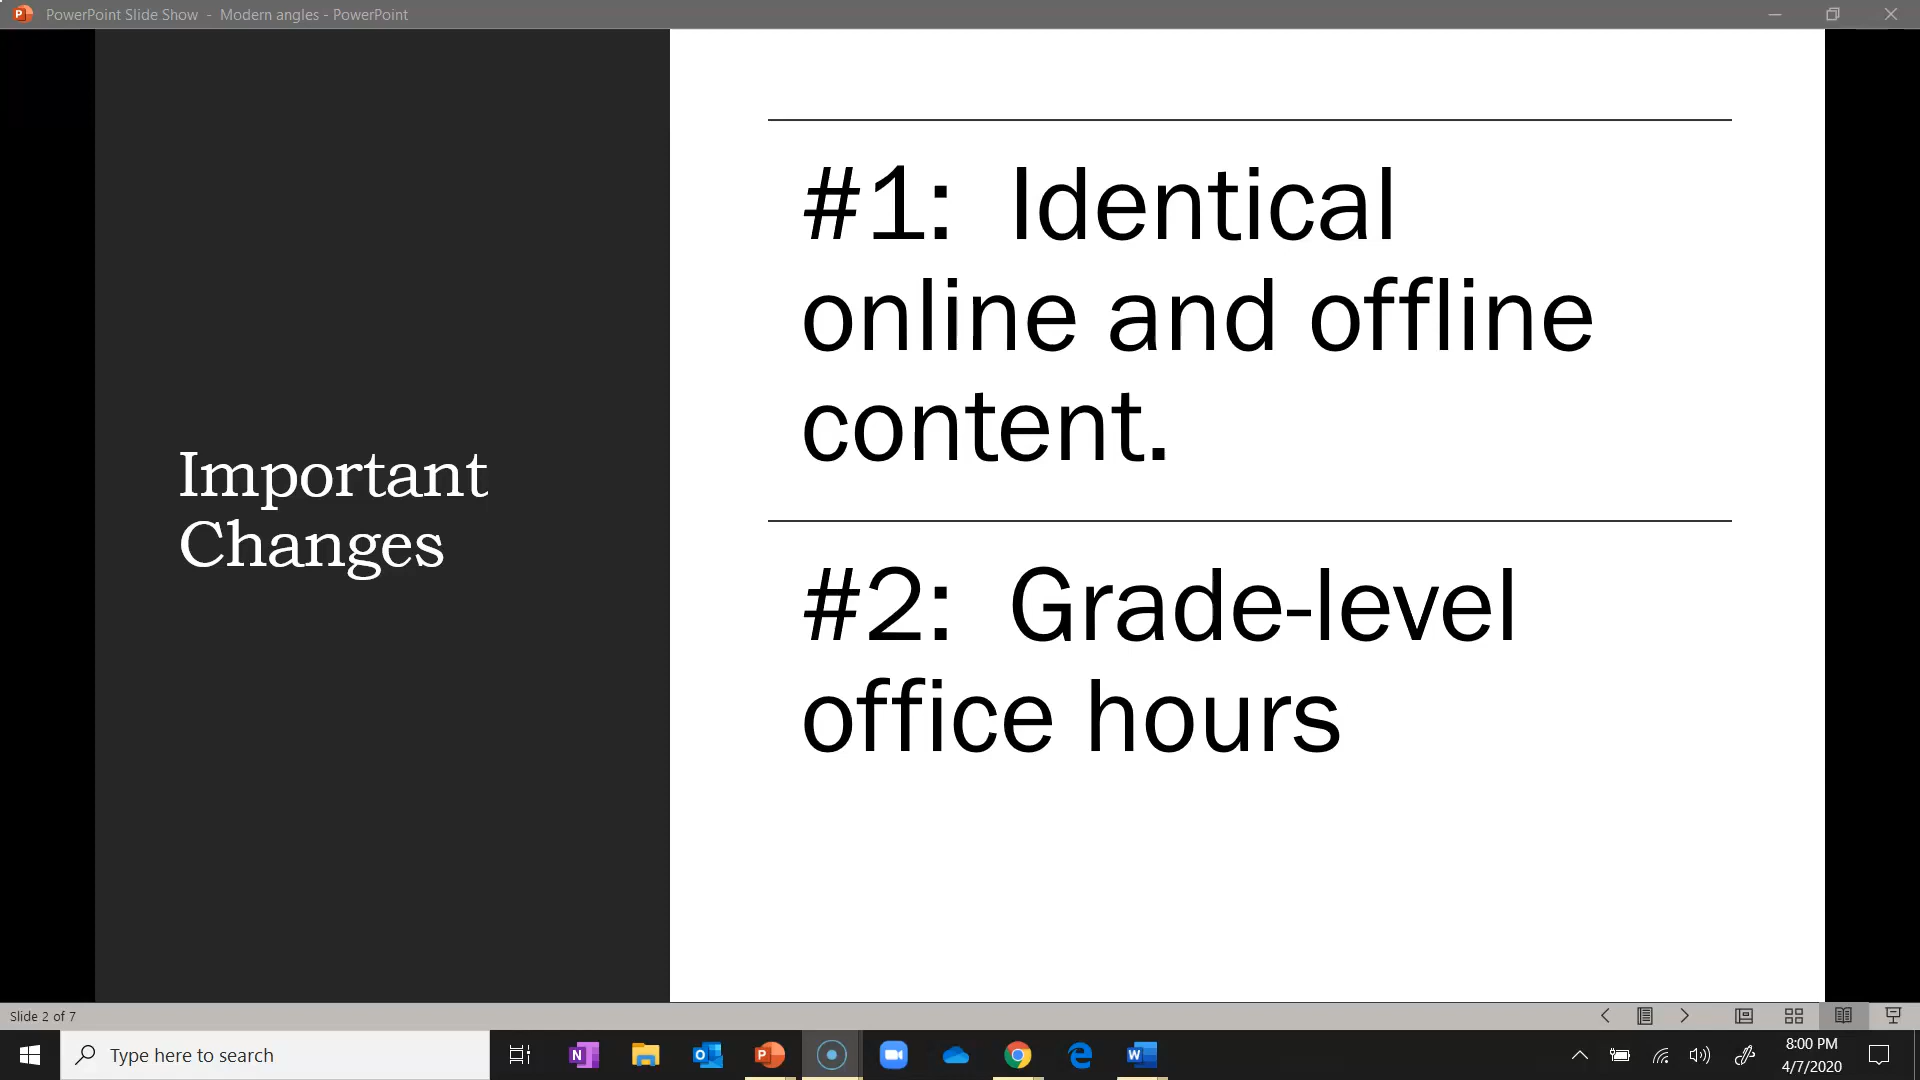 PowerPoint Slide Show - Modern angles - PowerPoint
Important
Changes
#1: Identical
online and offline
content.
#2: Grade-level
office hours
Slide 2 of 7
Type here to search
8:00 PM
4/7/2020